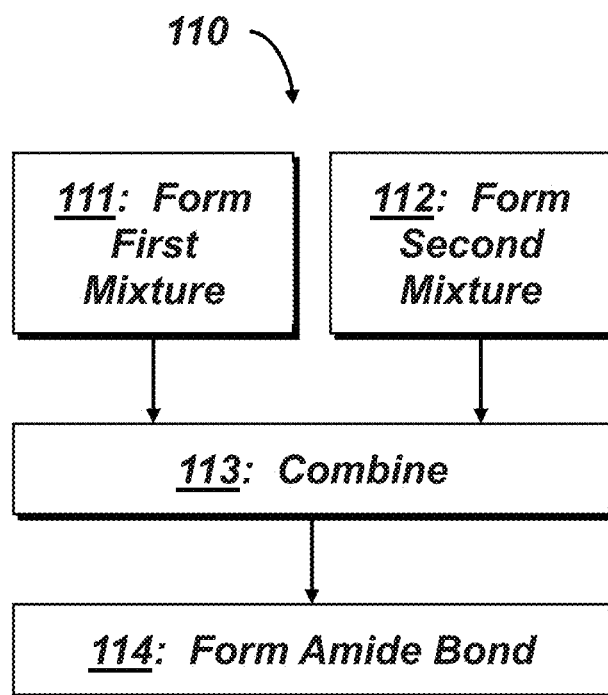 110
111: Form
First
Mixture
112: Form
Second
Mixture
113: Combine
114: Form Amide Bond